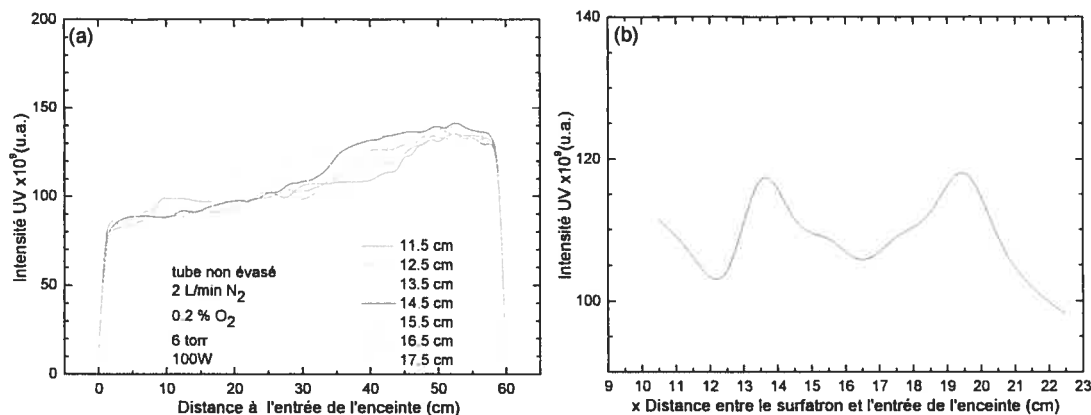 (a)
200
150
100
50
0
Intensité UV x10⁹(u.a.)
tube non évasé
2 L/min N₂
0.2 % O₂
6 torr
100W
11.5 cm
12.5 cm
13.5 cm
14.5 cm
15.5 cm
16.5 cm
17.5 cm
0 10 20 30 40 50 60
Distance à l'entrée de l'enceinte (cm)
(b)
140
120
100
Intensité UV x10⁹(u.a.)
9 10 11 12 13 14 15 16 17 18 19 20 21 22 23
x Distance entre le surfatron et l'entrée de l'enceinte (cm)